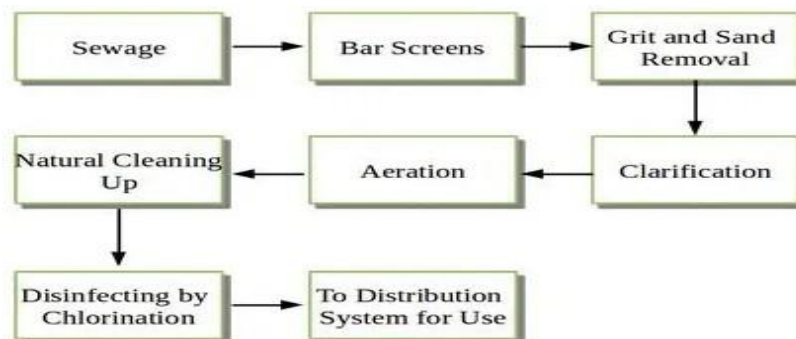 Sewage
Bar Screens
Grit and Sand
Removal
Clarification
Aeration
Natural Cleaning
Up
Disinfecting by
Chlorination
To Distribution
System for Use